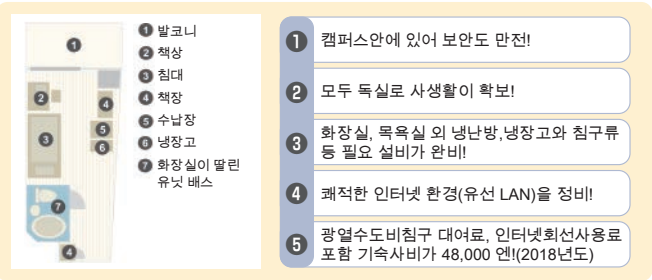 1 발코니
2 책상
3 침대
4 책장
5 수납장
6 냉장고
7 화장실이 딸린
유닛 배스
1
2
4
3
5
6
7
4
1 캠퍼스안에 있어 보안도 만전!
2 모두 독실로 사생활이 확보!
3 화장실, 목욕실 외 냉난방,냉장고와 침구류
등 필요 설비가 완비!
4 쾌적한 인터넷 환경(유선 LAN)을 정비!
5 광열수도비침구 대여료, 인터넷회선사용료
포함 기숙사비가 48,000 엔!(2018년도)